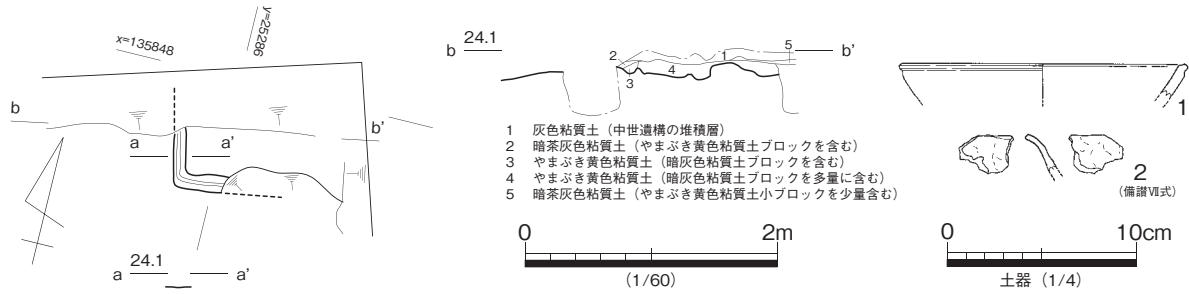 x=135848
y=25286
b
b'
a
a'
24.1
a
a'
b
24.1
b'
2
3
4
1
5
1 灰色粘質土（中世遺構の堆積層）
2 暗茶灰色粘質土（やまぶき黄色粘質土ブロックを含む）
3 やまぶき黄色粘質土（暗灰色粘質土ブロックを含む）
4 やまぶき黄色粘質土（暗灰色粘質土ブロックを多量に含む）
5 暗茶灰色粘質土（やまぶき黄色粘質土小ブロックを少量含む）
0
2m
(1/60)
1
2
（備讃Ⅶ式）
0
10cm
土器（1/4）